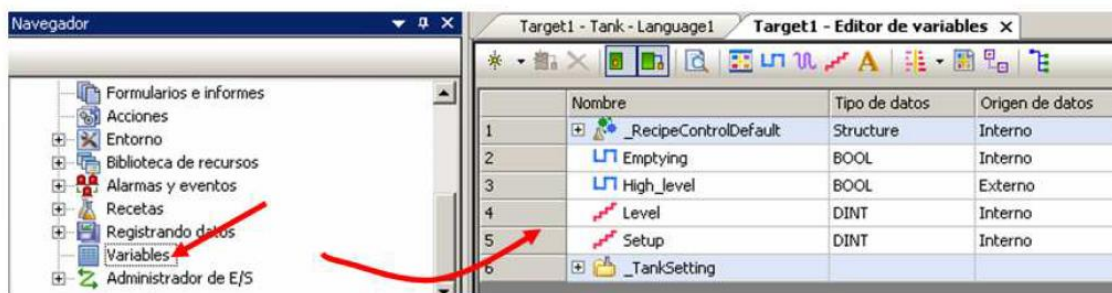 Navegador
Formularios e informes
Acciones
Entorno
Biblioteca de recursos
Alarmas y eventos
Recetas
Registrando datos
Variables
Administrador de E/S
Target1 - Tank - Language1 Target1 - Editor de variables X
Nombre Tipo de datos Origen de datos
1 _RecipeControlDefault Structure Interno
2 Emptying BOOL Interno
3 High_level BOOL Externo
4 Level DINT Interno
5 Setup DINT Interno
6 _TankSetting